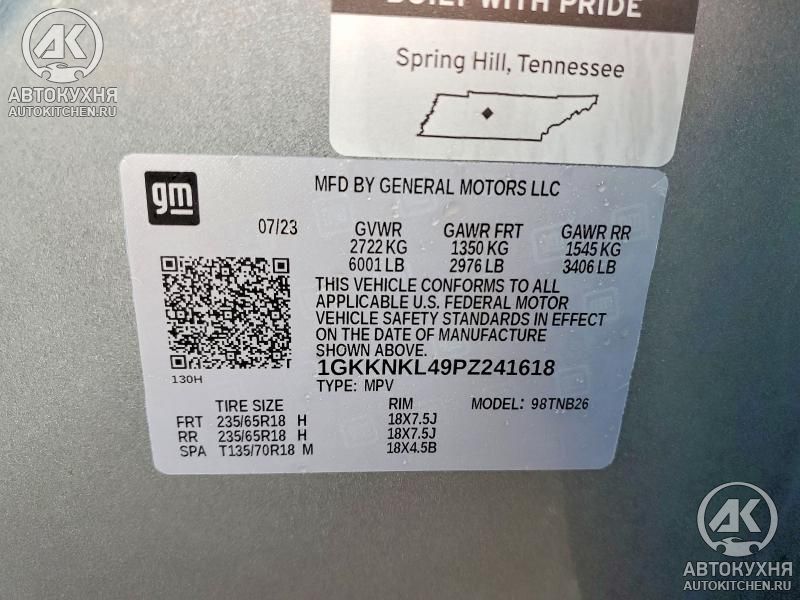 BUILT WITH PRIDE
Spring Hill, Tennessee
AK
АВТОКУХНЯ
AUTOKITCHEN.RU
gm
MFD BY GENERAL MOTORS LLC
07/23 GVWR GAWR FRT GAWR RR
2722 KG 1350 KG 1545 KG
6001 LB 2976 LB 3406 LB
THIS VEHICLE CONFORMS TO ALL
APPLICABLE U.S. FEDERAL MOTOR
VEHICLE SAFETY STANDARDS IN EFFECT
ON THE DATE OF MANUFACTURE
SHOWN ABOVE.
1GKKNKL49PZ241618
130H
TYPE: MPV
TIRE SIZE RIM MODEL: 98TNB26
FRT 235/65R18 H 18X7.5J
RR 235/65R18 H 18X7.5J
SPA T135/70R18 M 18X4.5B
AK
АВТОКУХНЯ
AUTOKITCHEN.RU